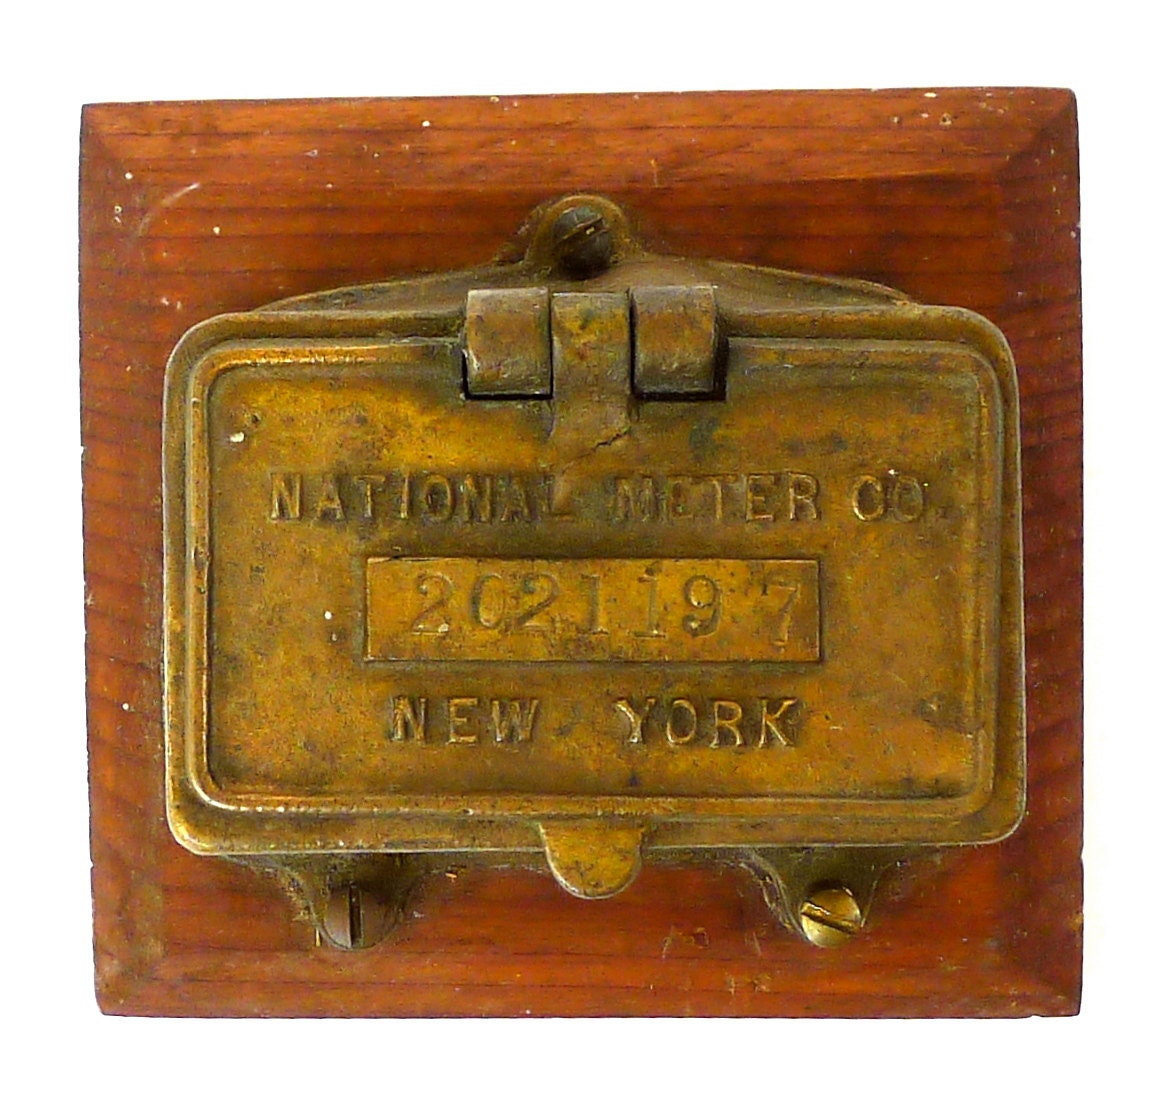 NATIONAL METER CO.
2021197
NEW YORK